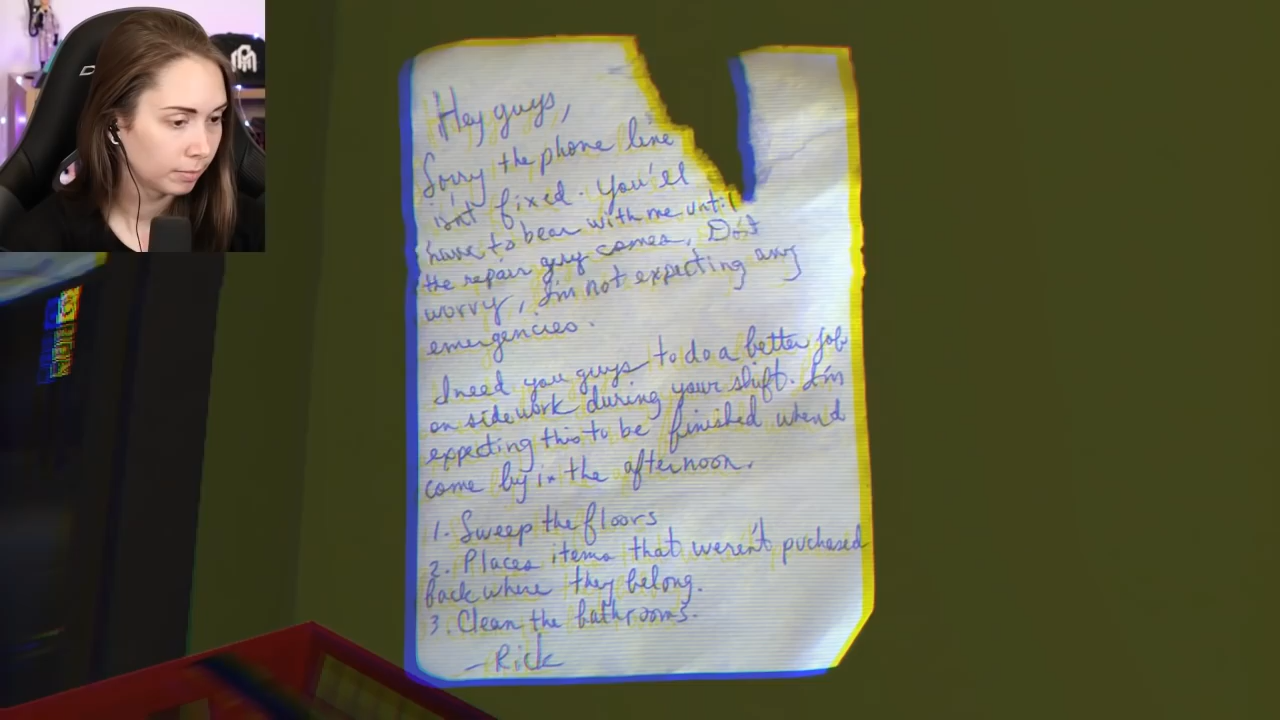 Hey guys,
Sorry the phone line
isn't fixed. You'll
have to bear with me until
the repair guy comes. Don't
worry, I'm not expecting any
emergencies.
I need you guys to do a better job
on side work during your shift. I'm
expecting this to be finished when I
come by in the afternoon.
1. Sweep the floors
2. Places items that weren't puchased
back where they belong.
3. Clean the bathrooms.
-Rick